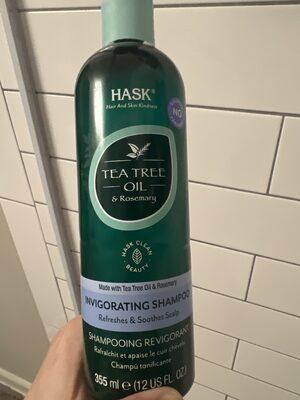 HASK®
Hair And Skin Kindness
NO
TEA TREE
OIL
& Rosemary
HASK CLEAN
BEAUTY
Made with Tea Tree Oil & Rosemary
INVIGORATING SHAMPOO
Refreshes & Soothes Scalp
SHAMPOOING REVIGORANT
Rafraîchit et apaise le cuir chevelu
Champú tonificante
355 ml e (12 US FL. OZ.)